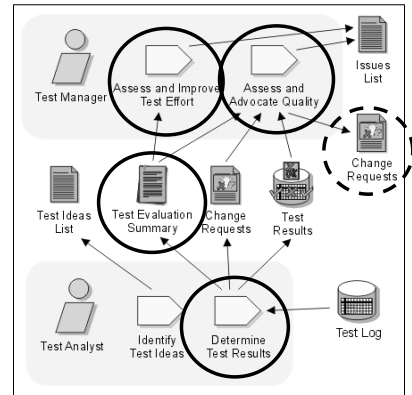 Test Manager
Assess and Improve
Test Effort
Assess and
Advocate Quality
Issues
List
Change
Requests
Test Ideas
List
Test Evaluation
Summary
Change
Requests
Test
Results
Test Analyst
Identify
Test Ideas
Determine
Test Results
Test Log